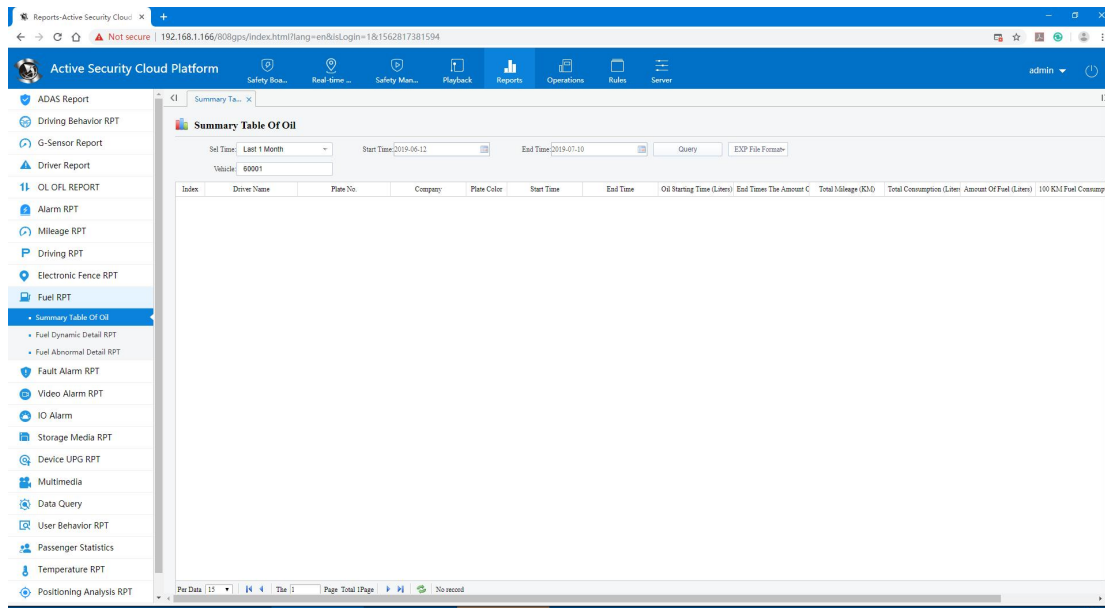 Reports-Active Security Cloud
Not secure | 192.168.1.166/808gps/index.html?lang=en&isLogin=1&1562817381594
Active Security Cloud Platform
Safety Boa... Real-time ... Safety Man... Playback Reports Operations Rules Server
admin
ADAS Report
Driving Behavior RPT
G-Sensor Report
Driver Report
OL OFL REPORT
Alarm RPT
Mileage RPT
Driving RPT
Electronic Fence RPT
Fuel RPT
Summary Table Of Oil
Fuel Dynamic Detail RPT
Fuel Abnormal Detail RPT
Fault Alarm RPT
Video Alarm RPT
IO Alarm
Storage Media RPT
Device UPG RPT
Multimedia
Data Query
User Behavior RPT
Passenger Statistics
Temperature RPT
Positioning Analysis RPT
Summary Ta...
Summary Table Of Oil
Sel Time: Last 1 Month Start Time: 2019-06-12 End Time: 2019-07-10 Query EXP File Format
Vehicle: 60001
Index Driver Name Plate No. Company Plate Color Start Time End Time Oil Starting Time (Liters) End Times The Amount C Total Mileage (KM) Total Consumption (Liters Amount Of Fuel (Liters) 100 KM Fuel Consump
Per Data 15 The 1 Page Total 1Page No record